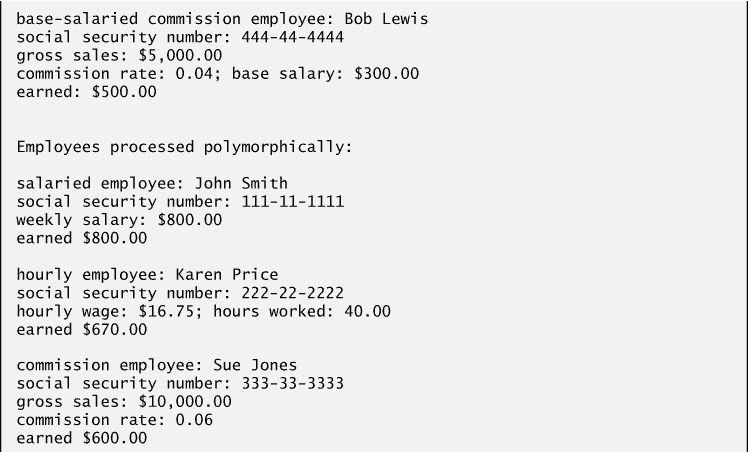 base-salaried commission employee: Bob Lewis
social security number: 444-44-4444
gross sales: $5,000.00
commission rate: 0.04; base salary: $300.00
earned: $500.00
Employees processed polymorphically:
salaried employee: John Smith
social security number: 111-11-1111
weekly salary: $800.00
earned $800.00
hourly employee: Karen Price
social security number: 222-22-2222
hourly wage: $16.75; hours worked: 40.00
earned $670.00
commission employee: Sue Jones
social security number: 333-33-3333
gross sales: $10,000.00
commission rate: 0.06
earned $600.00